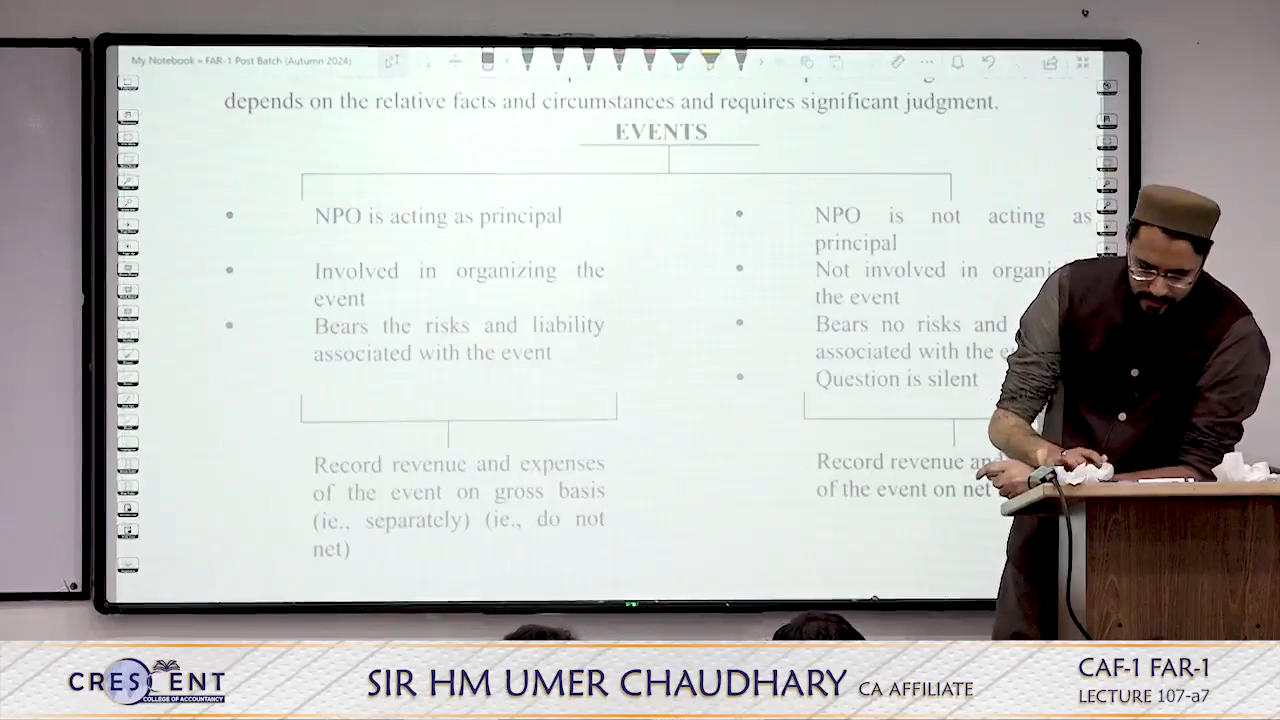 My Notebook » FAR-1 Post Batch (Autumn 2024)
depends on the relative facts and circumstances and requires significant judgment.
EVENTS
• NPO is acting as principal
• Involved in organizing the
event
• Bears the risks and liability
associated with the event
Record revenue and expenses
of the event on gross basis
(ie., separately) (ie., do not
net)
• NPO is not acting as
principal
• Not involved in organi
the event
• Bears no risks and
associated with the e
• Question is silent
Record revenue an
of the event on net
CRESCENT
COLLEGE OF ACCOUNTANCY
SIR HM UMER CHAUDHARY CA AFFILIATE
CAF-1 FAR-1
LECTURE 107-a7